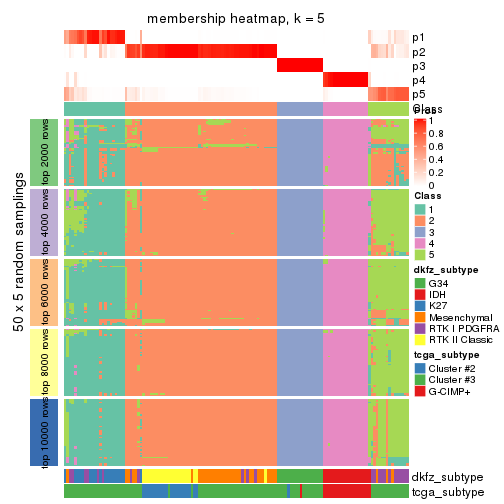 membership heatmap, k = 5
p1
p2
p3
p4
p5
Class
Prob
1
0.8
0.6
0.4
0.2
0
Class
1
2
3
4
5
dkfz_subtype
G34
IDH
K27
Mesenchymal
RTK I PDGFRA
RTK II Classic
tcga_subtype
Cluster #2
Cluster #3
G-CIMP+
50 x 5 random samplings
top 2000 rows
top 4000 rows
top 6000 rows
top 8000 rows
top 10000 rows
dkfz_subtype
tcga_subtype